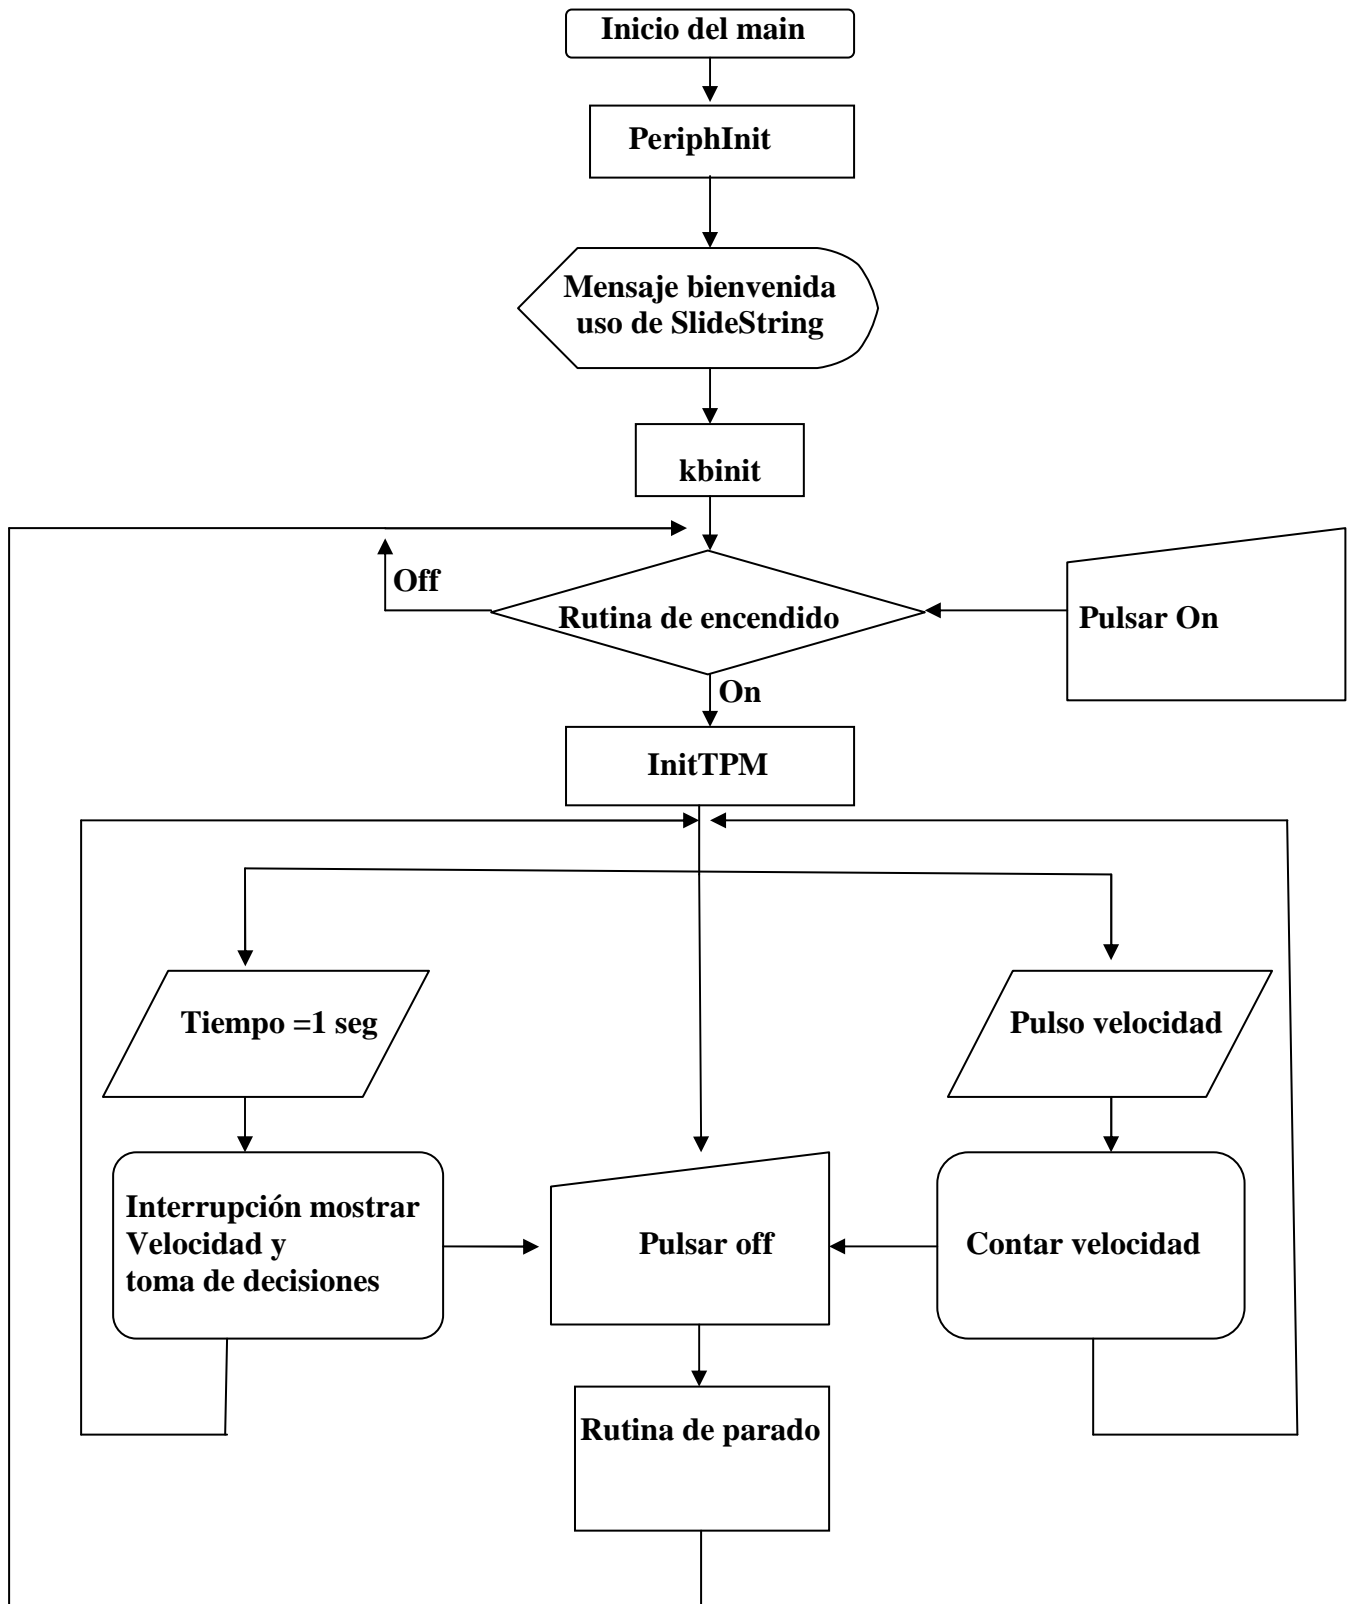 Inicio del main
PeriphInit
Mensaje bienvenida
uso de SlideString
kbinit
Off
Rutina de encendido
Pulsar On
On
InitTPM
Tiempo =1 seg
Pulso velocidad
Interrupción mostrar
Velocidad y
toma de decisiones
Pulsar off
Contar velocidad
Rutina de parado